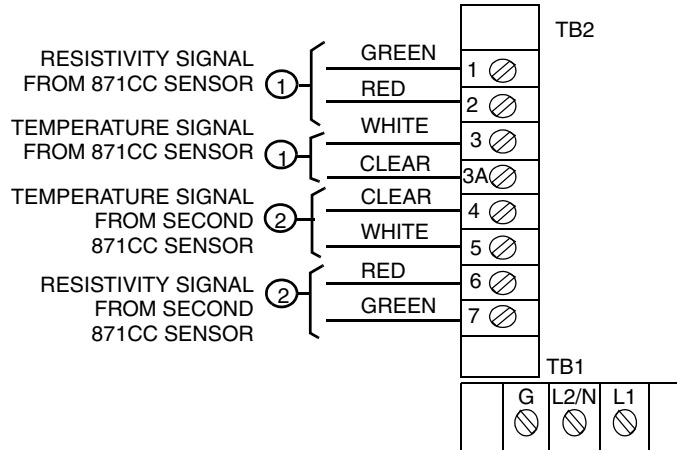 TB2
RESISTIVITY SIGNAL
FROM 871CC SENSOR
1
GREEN
1
RED
2
TEMPERATURE SIGNAL
FROM 871CC SENSOR
1
WHITE
3
CLEAR
3A
TEMPERATURE SIGNAL
FROM SECOND
871CC SENSOR
2
CLEAR
4
WHITE
5
RESISTIVITY SIGNAL
FROM SECOND
871CC SENSOR
2
RED
6
GREEN
7
TB1
G L2/N L1